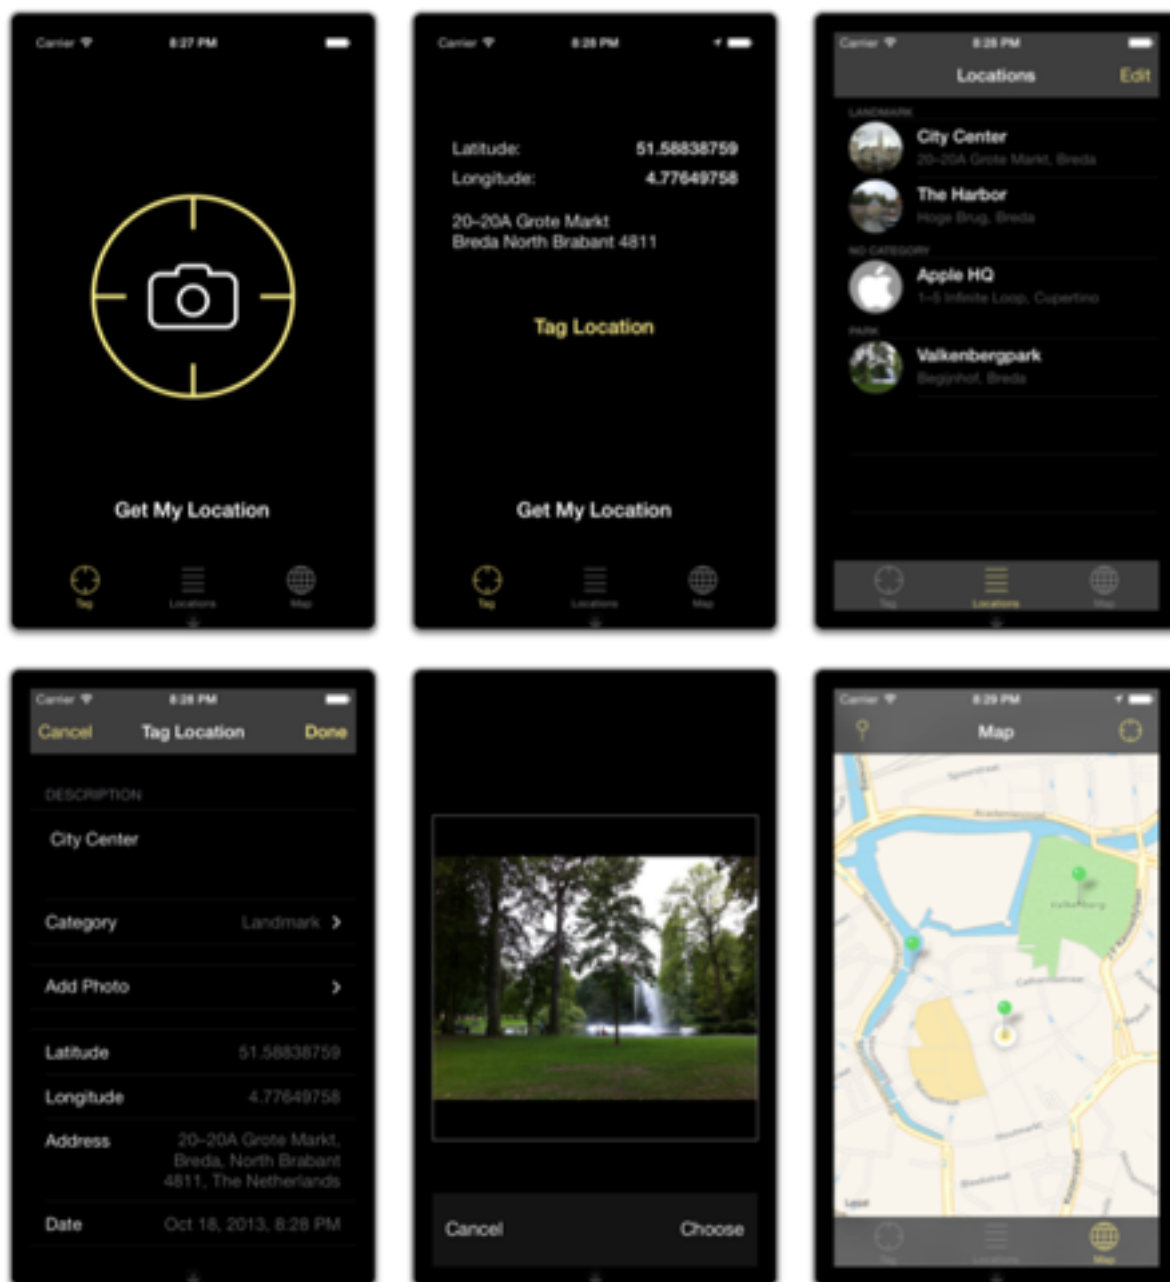 Carrier 8:27 PM
Get My Location
Tag Locations Map
Carrier 8:28 PM
Latitude: 51.58838759
Longitude: 4.77649758
20–20A Grote Markt
Breda North Brabant 4811
Tag Location
Get My Location
Tag Locations Map
Carrier 8:28 PM
Locations Edit
LANDMARK
City Center
20–20A Grote Markt, Breda
The Harbor
Hoge Brug, Breda
NO CATEGORY
Apple HQ
1–5 Infinite Loop, Cupertino
PARK
Valkenbergpark
Begijnhof, Breda
Tag Locations Map
Carrier 8:28 PM
Cancel Tag Location Done
DESCRIPTION
City Center
Category Landmark
Add Photo
Latitude 51.58838759
Longitude 4.77649758
Address 20–20A Grote Markt,
Breda, North Brabant
4811, The Netherlands
Date Oct 18, 2013, 8:28 PM
Cancel Choose
Carrier 8:29 PM
Map
Spoorstraat
Academiesingel
Valkenberg
Catharinastraat
Houtmarkt
Legal
Tag Locations Map